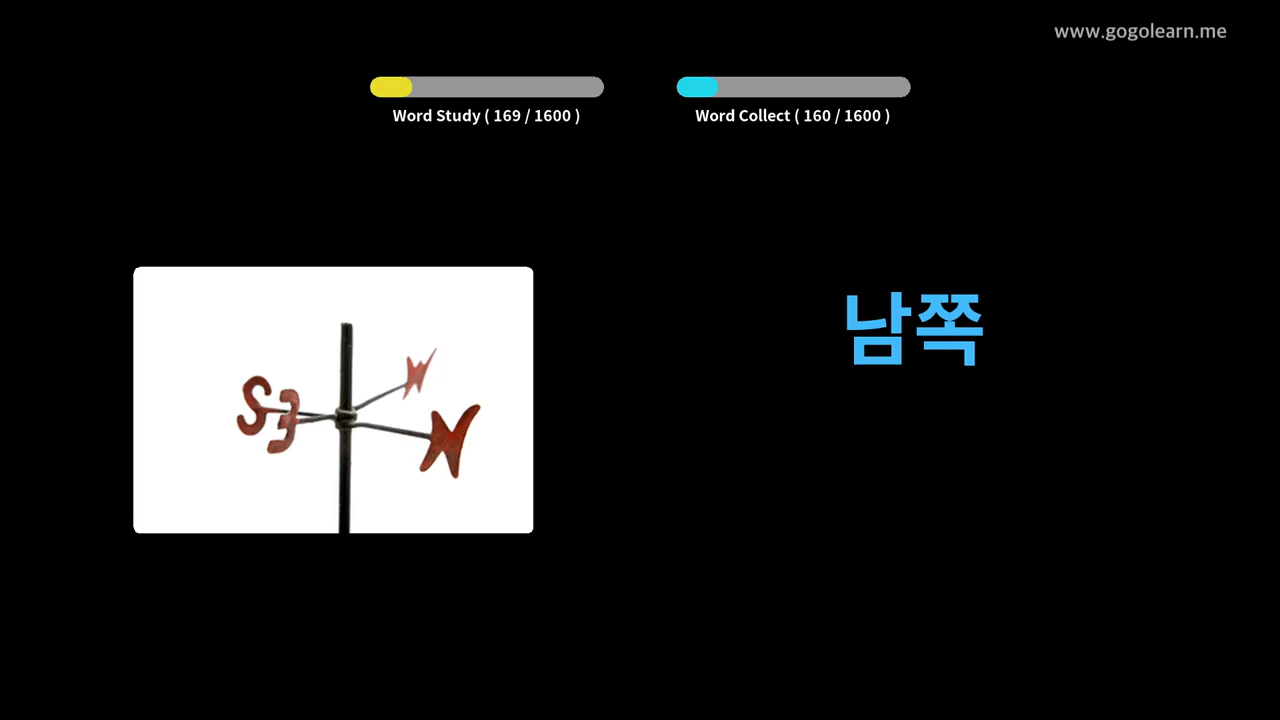 www.gogolearn.me
Word Study ( 169 / 1600 )
Word Collect ( 160 / 1600 )
남쪽
S
E
W
N